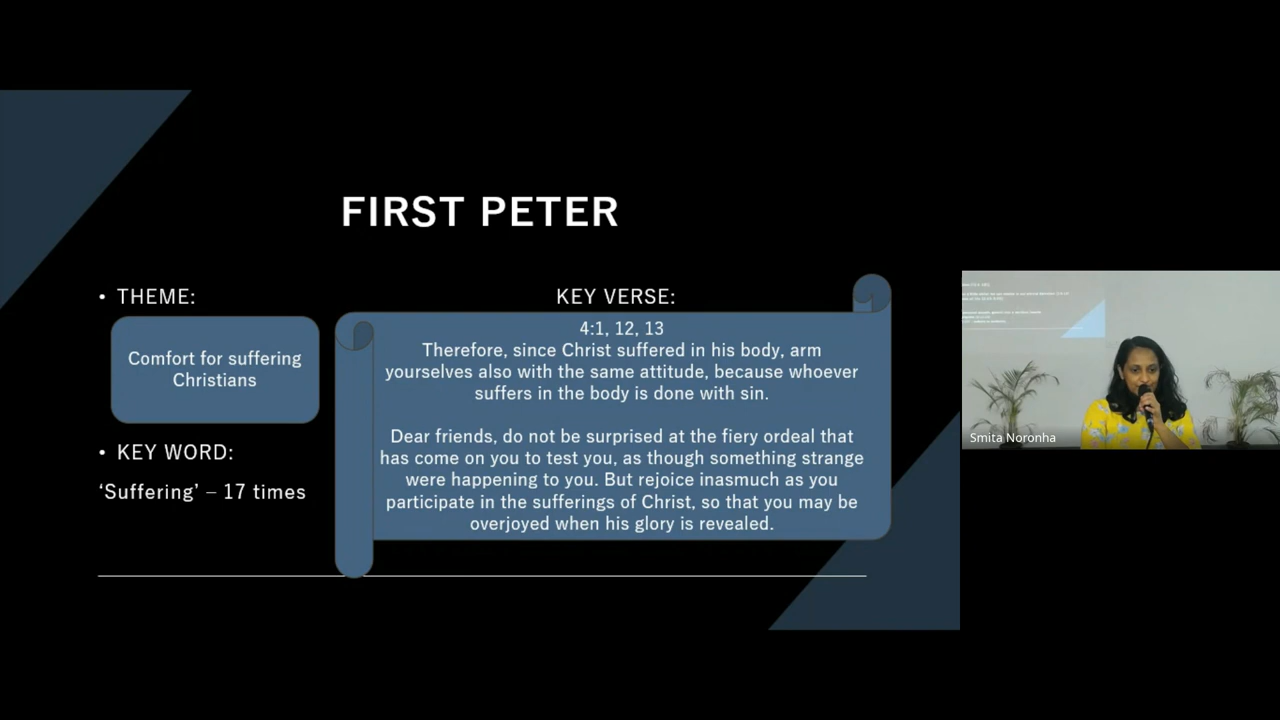 FIRST PETER
• THEME:
Comfort for suffering
Christians
• KEY WORD:
‘Suffering’ – 17 times
KEY VERSE:
4:1, 12, 13
Therefore, since Christ suffered in his body, arm
yourselves also with the same attitude, because whoever
suffers in the body is done with sin.
Dear friends, do not be surprised at the fiery ordeal that
has come on you to test you, as though something strange
were happening to you. But rejoice inasmuch as you
participate in the sufferings of Christ, so that you may be
overjoyed when his glory is revealed.
Smita Noronha